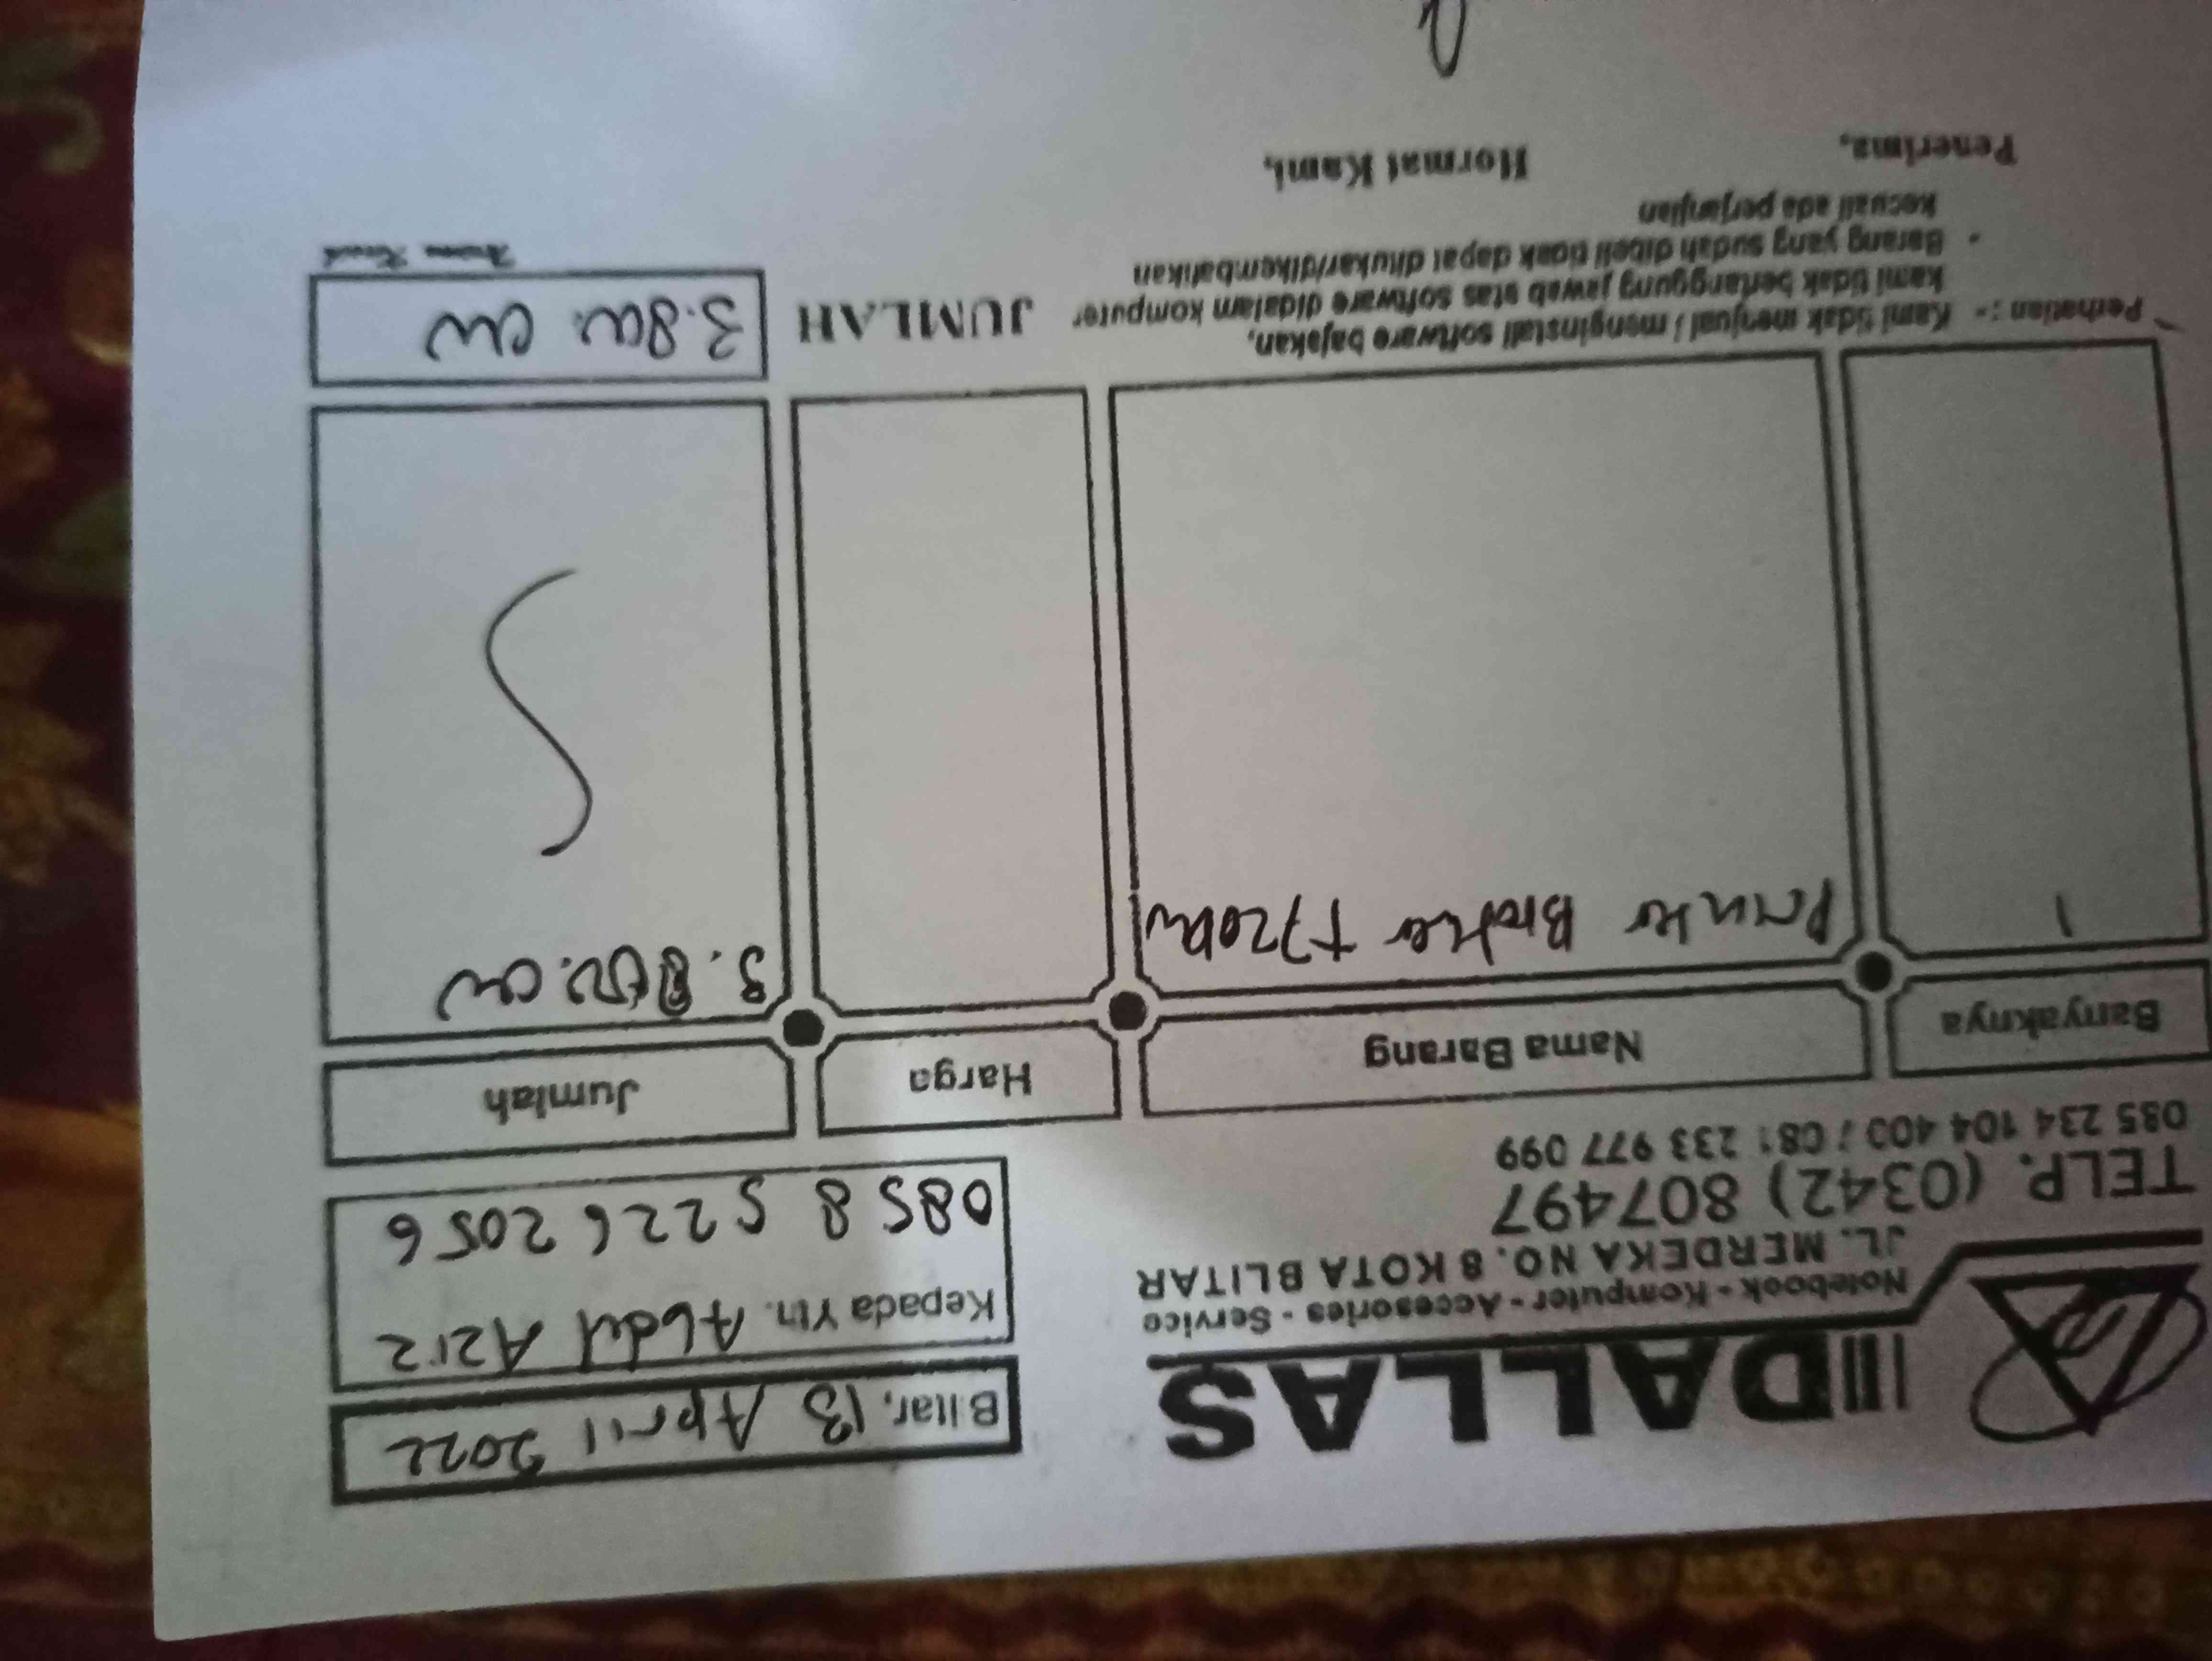 DALLAS
Notebook - Komputer - Accesories - Service
JL. MERDEKA NO. 8 KOTA BLITAR
TELP. (0342) 807497
085 234 104 400 / 081 233 977 099
Blitar, 13 April 2022
Kepada Yth. Abdul Aziz
0858 5226 2056
Banyaknya Nama Barang Harga Jumlah
1 Printer Brother T720DW 3.800.000
Perhatian : - Kami tidak menjual / menginstall software bajakan,
kami tidak bertanggung jawab atas software didalam komputer
- Barang yang sudah dibeli tidak dapat ditukar/dikembalikan
kecuali ada perjanjian
JUMLAH 3.800.000
Terima Kasih
Penerima, Hormat Kami,